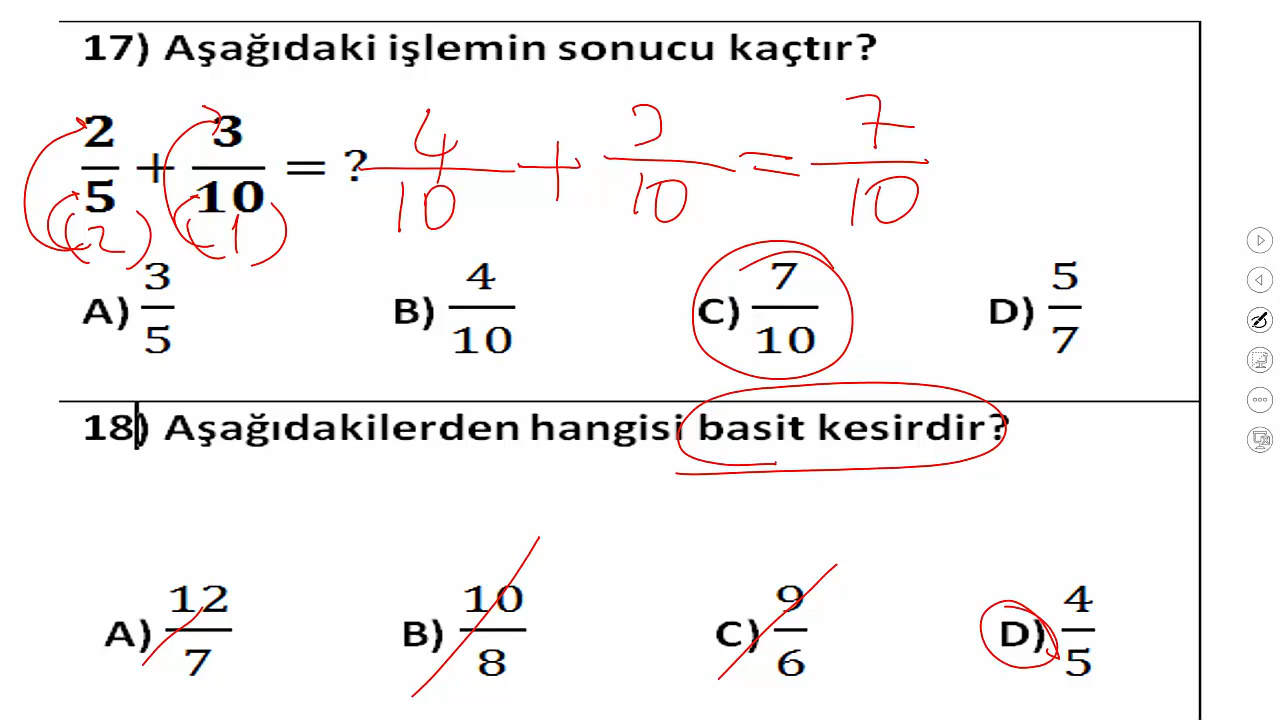 17) Aşağıdaki işlemin sonucu kaçtır?
2/5 + 3/10 = ? 4/10 + 3/10 = 7/10
(2) (1)
A) 3/5 B) 4/10 C) 7/10 D) 5/7
18) Aşağıdakilerden hangisi basit kesirdir?
A) 12/7 B) 10/8 C) 9/6 D) 4/5